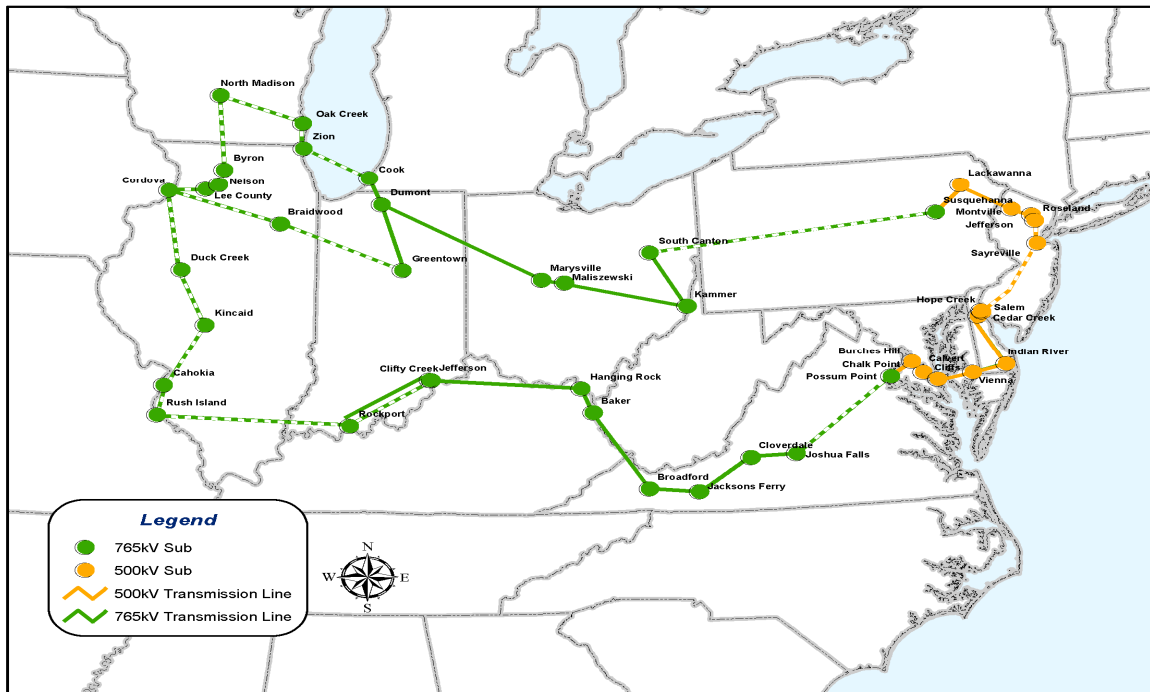 North Madison
Oak Creek
Zion
Byron
Cook
Nelson
Cordova
Lee County
Dumont
Braidwood
Lackawanna
Susquehanna
Montville
Roseland
Jefferson
Sayreville
South Canton
Duck Creek
Greentown
Marysville
Maliszewski
Kammer
Hope Creek
Salem
Cedar Creek
Kincaid
Burches Hill
Chalk Point
Calvert
Cliffs
Indian River
Possum Point
Vienna
Cahokia
Clifty Creek
Jefferson
Hanging Rock
Rush Island
Rockport
Baker
Cloverdale
Joshua Falls
Broadford
Jacksons Ferry
Legend
765kV Sub
500kV Sub
500kV Transmission Line
765kV Transmission Line
N
W
E
S